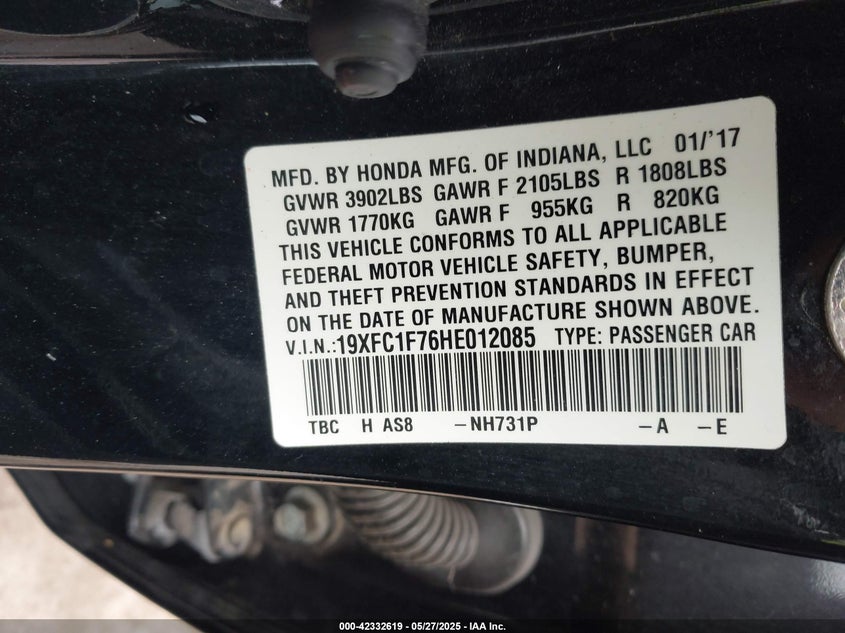 MFD. BY HONDA MFG. OF INDIANA, LLC 01/'17
GVWR 3902LBS GAWR F 2105LBS R 1808LBS
GVWR 1770KG GAWR F 955KG R 820KG
THIS VEHICLE CONFORMS TO ALL APPLICABLE
FEDERAL MOTOR VEHICLE SAFETY, BUMPER,
AND THEFT PREVENTION STANDARDS IN EFFECT
ON THE DATE OF MANUFACTURE SHOWN ABOVE.
V.I.N.:19XFC1F76HE012085 TYPE: PASSENGER CAR
TBC H AS8 -NH731P -A -E
000-42332619 - 05/27/2025 - IAA Inc.